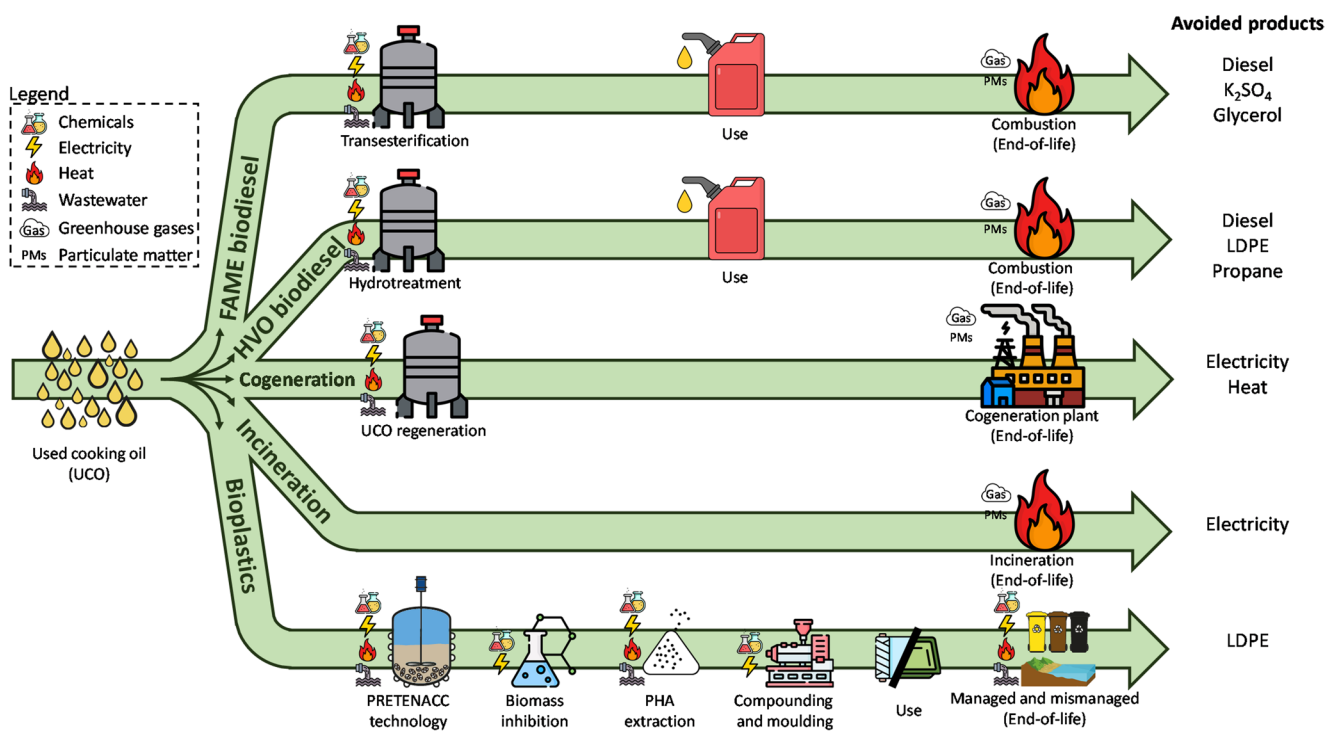 Avoided products
Legend
Chemicals
Electricity
Heat
Wastewater
Gas Greenhouse gases
PMs Particulate matter
Used cooking oil
(UCO)
FAME biodiesel
Transesterification
Use
Gas
PMs
Combustion
(End-of-life)
Diesel
K₂SO₄
Glycerol
HVO biodiesel
Hydrotreatment
Use
Gas
PMs
Combustion
(End-of-life)
Diesel
LDPE
Propane
Cogeneration
UCO regeneration
Gas
PMs
Cogeneration plant
(End-of-life)
Electricity
Heat
Incineration
Gas
PMs
Incineration
(End-of-life)
Electricity
Bioplastics
PRETENACC
technology
Biomass
inhibition
PHA
extraction
Compounding
and moulding
Use
Managed and mismanaged
(End-of-life)
LDPE